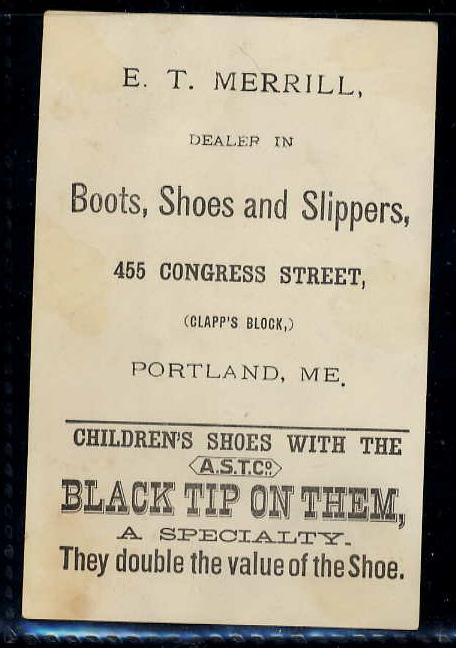 E. T. MERRILL,
DEALER IN
Boots, Shoes and Slippers,
455 CONGRESS STREET,
(CLAPP'S BLOCK,)
PORTLAND, ME.
CHILDREN'S SHOES WITH THE
A.S.T.Co.
BLACK TIP ON THEM,
A SPECIALTY.
They double the value of the Shoe.